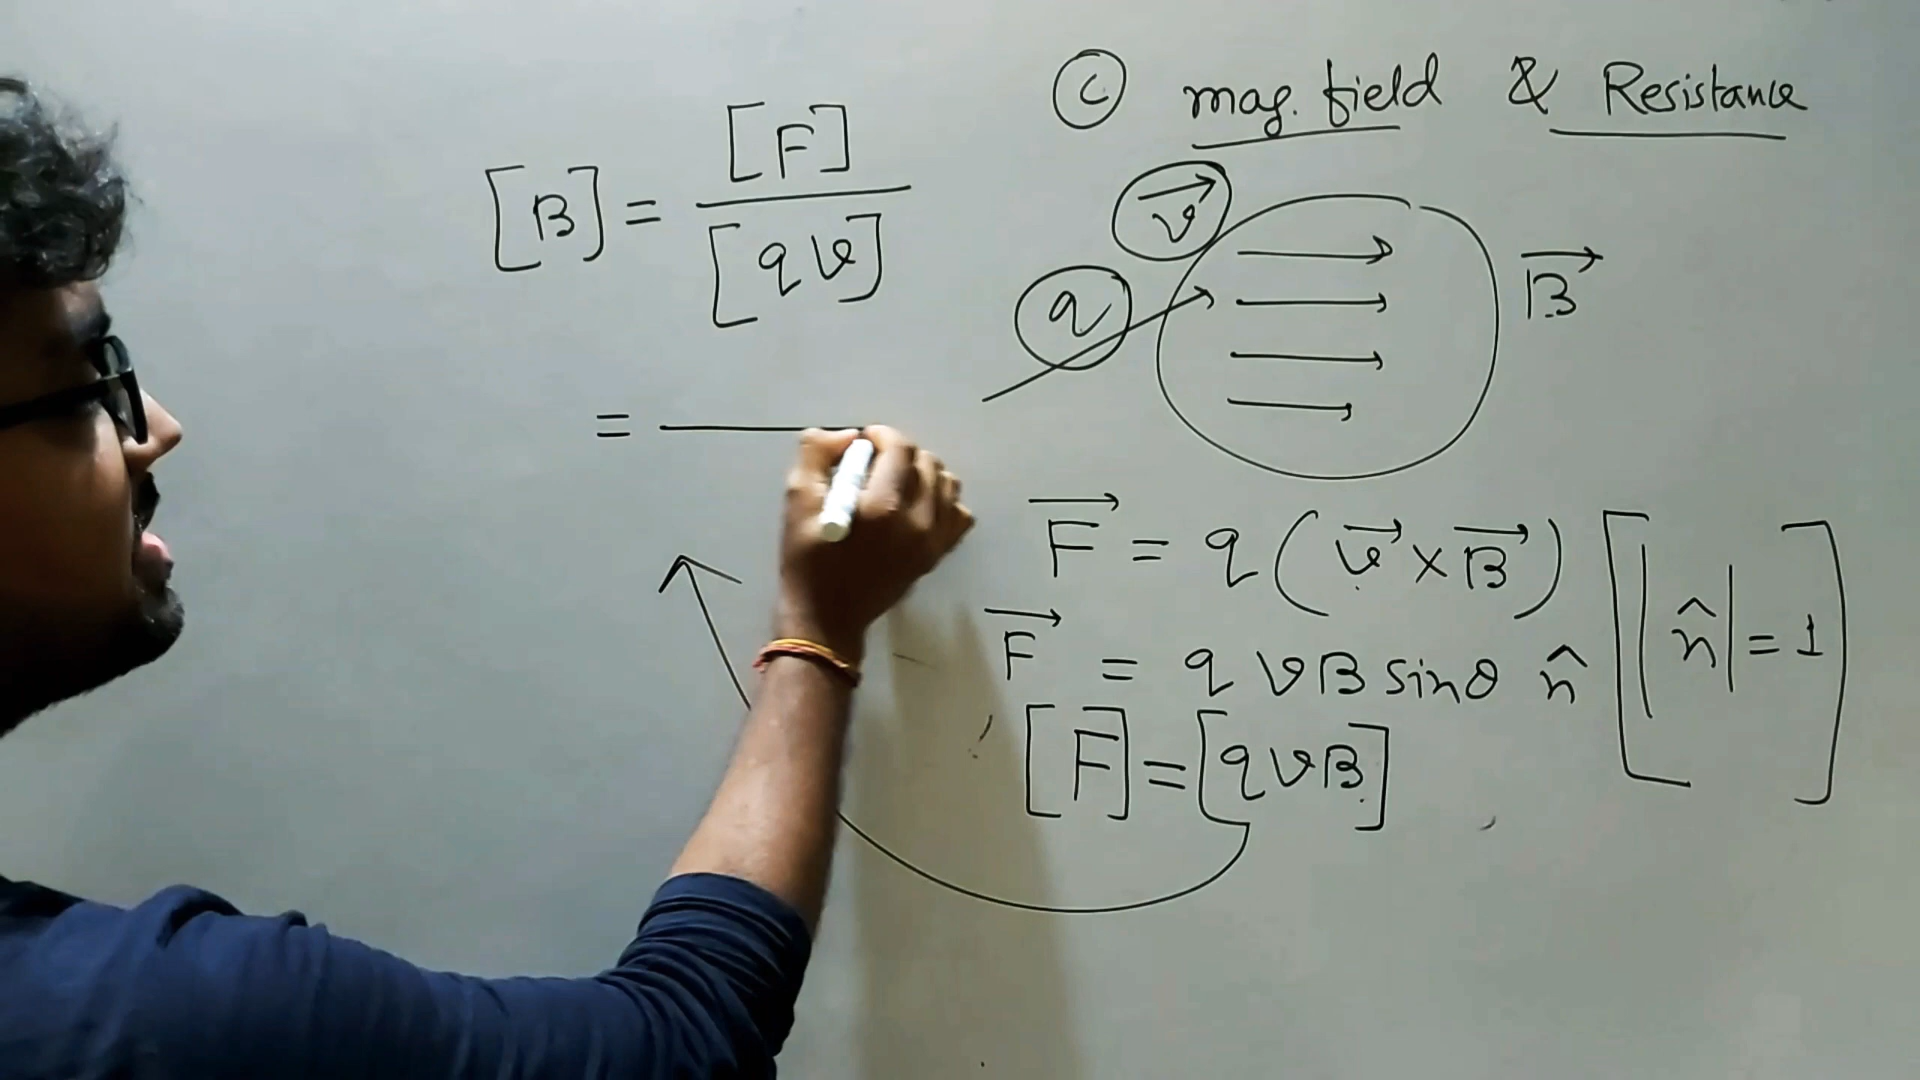 © mag. field & Resistance
[B] = [F] / [qv]
=
v⃗
q
B⃗
F⃗ = q(v⃗ × B⃗)
F⃗ = qvB sinθ n̂ [|n̂| = 1]
[F] = [qvB]